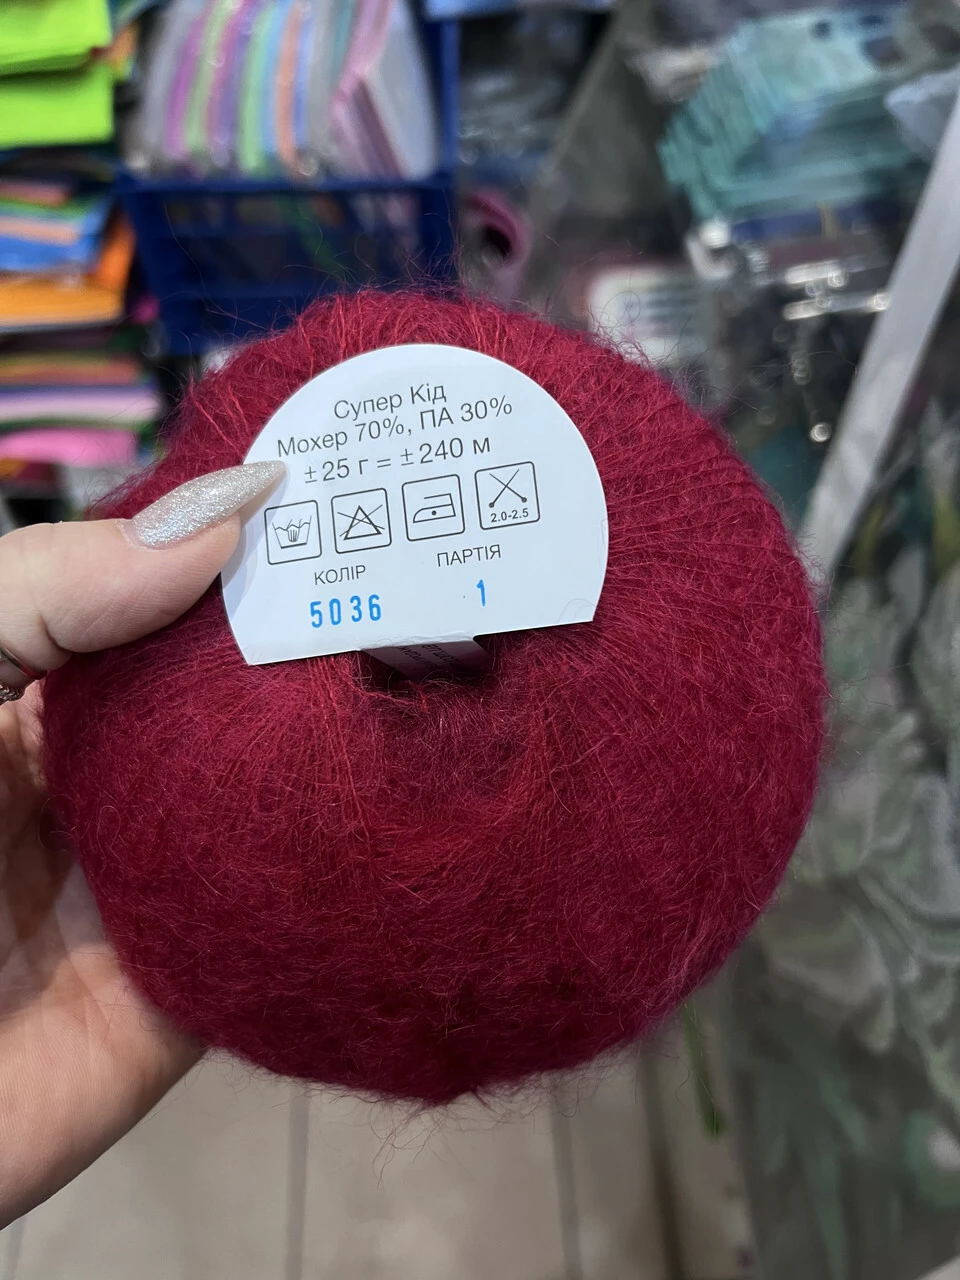 Супер Кід
Мохер 70%, ПА 30%
±25 г = ±240 м
2.0-2.5
КОЛІР ПАРТІЯ
5036 1